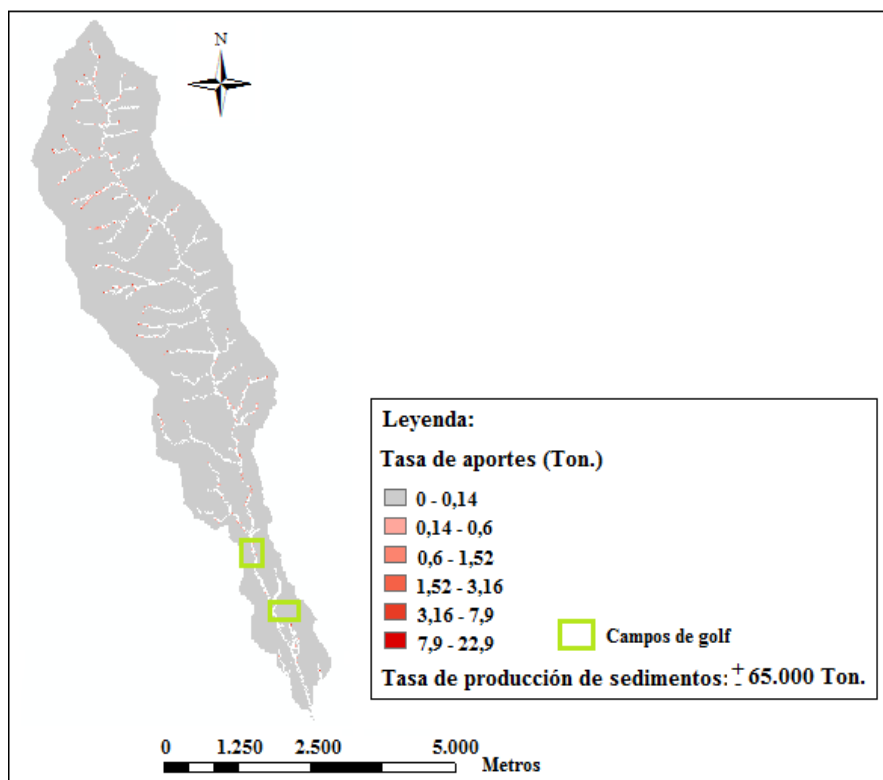 N
Leyenda:
Tasa de aportes (Ton.)
0 - 0,14
0,14 - 0,6
0,6 - 1,52
1,52 - 3,16
3,16 - 7,9
7,9 - 22,9
Campos de golf
Tasa de producción de sedimentos: ± 65.000 Ton.
0 1.250 2.500 5.000
Metros